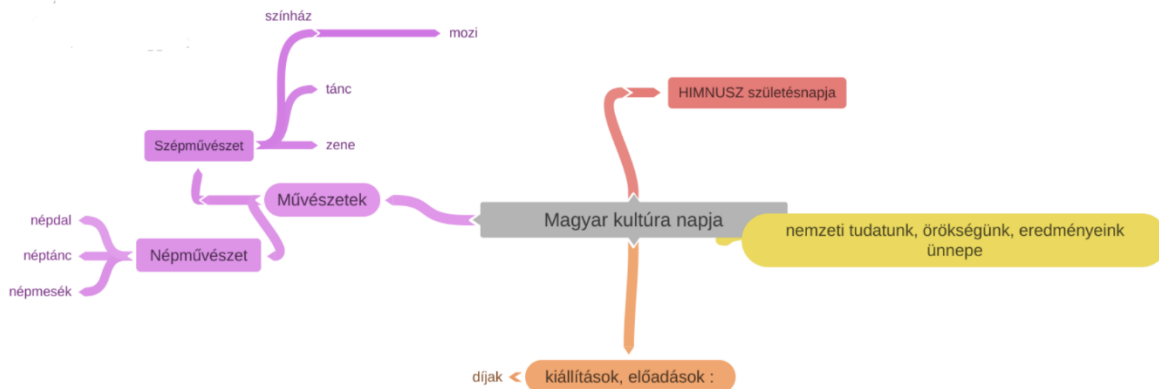 színház
mozi
tánc
HIMNUSZ születésnapja
Szépművészet
zene
Művészetek
népdal
Magyar kultúra napja
nemzeti tudatunk, örökségünk, eredményeink
ünnepe
néptánc
Népművészet
népmesék
díjak
kiállítások, előadások :